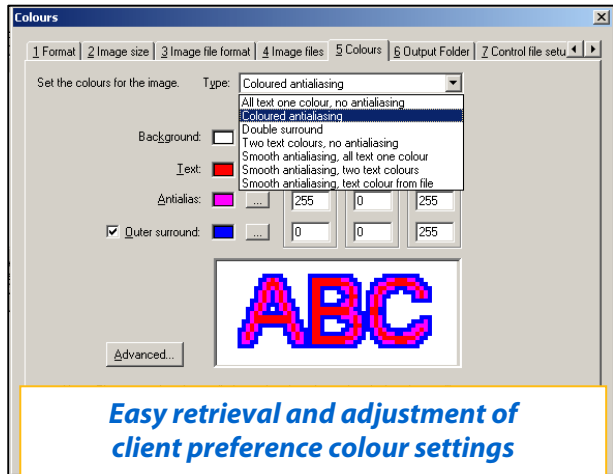 Colours
1 Format 2 Image size 3 Image file format 4 Image files 5 Colours 6 Output Folder 7 Control file setu
Set the colours for the image. Type: Coloured antialiasing
All text one colour, no antialiasing
Coloured antialiasing
Double surround
Two text colours, no antialiasing
Smooth antialiasing, all text one colour
Smooth antialiasing, two text colours
Smooth antialiasing, text colour from file
Background:
Text:
Antialias: ... 255 0 255
Outer surround: ... 0 0 255
ABC
Advanced...
Easy retrieval and adjustment of
client preference colour settings